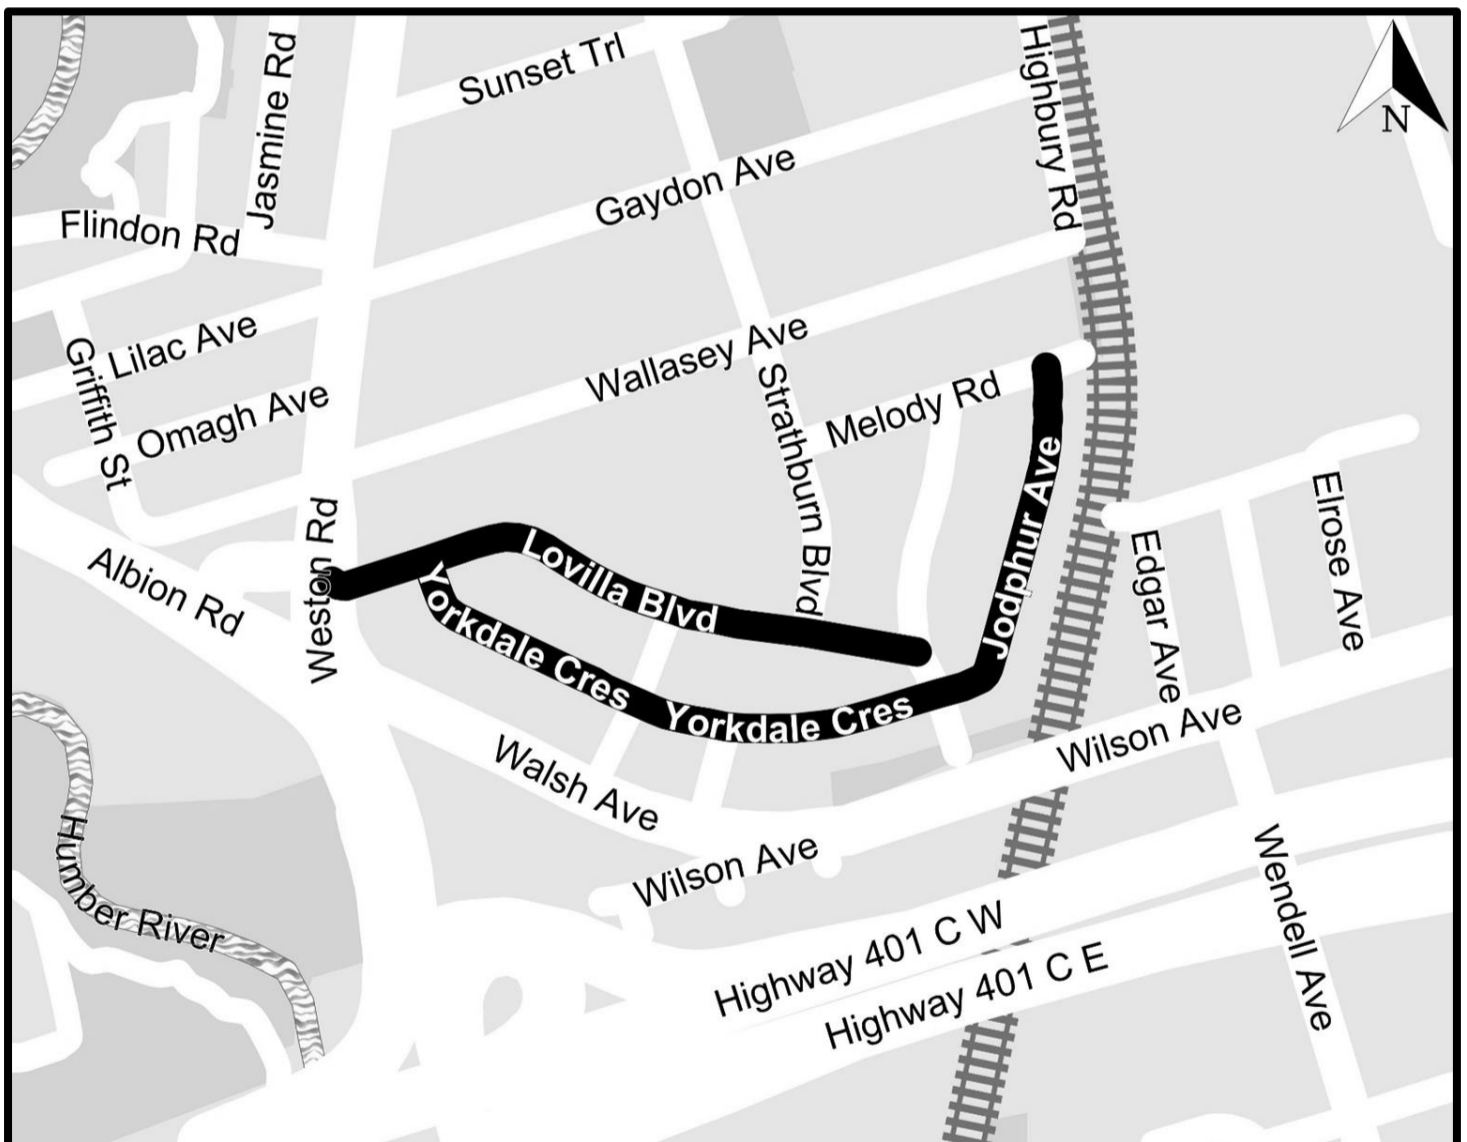 Sunset Trl
Highbury Rd
Jasmine Rd
N
Gaydon Ave
Flindon Rd
Lilac Ave
Griffith St
Omagh Ave
Wallasey Ave
Strathburn Blvd
Melody Rd
Jodphur Ave
Elrose Ave
Weston Rd
Albion Rd
Lovilla Blvd
Edgar Ave
Yorkdale Cres
Yorkdale Cres
Wilson Ave
Walsh Ave
Wilson Ave
Humber River
Wendell Ave
Highway 401 C W
Highway 401 C E